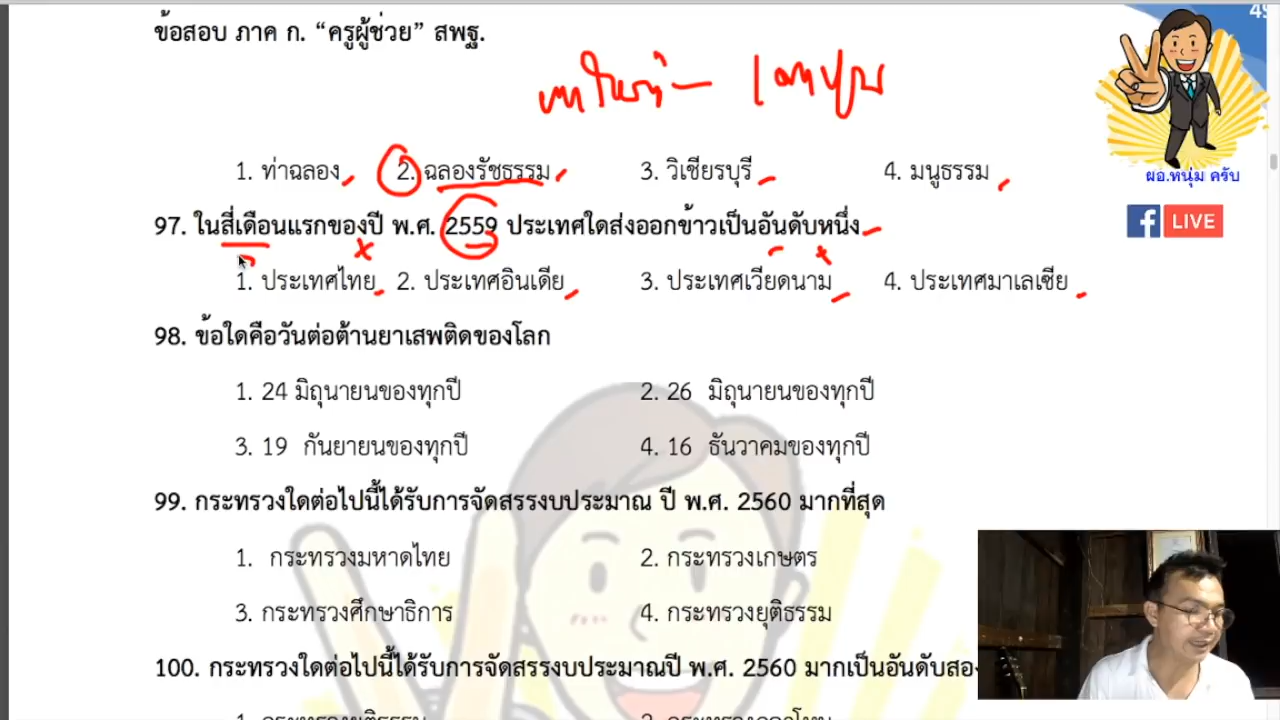 ข้อสอบ ภาค ก. “ครูผู้ช่วย” สพฐ.
49
1. ท่าฉลอง 2. ฉลองรัชธรรม 3. วิเชียรบุรี 4. มนูธรรม
ผอ.หนุ่ม ครับ
97. ในสี่เดือนแรกของปี พ.ศ. 2559 ประเทศใดส่งออกข้าวเป็นอันดับหนึ่ง
LIVE
1. ประเทศไทย 2. ประเทศอินเดีย 3. ประเทศเวียดนาม 4. ประเทศมาเลเซีย
98. ข้อใดคือวันต่อต้านยาเสพติดของโลก
1. 24 มิถุนายนของทุกปี 2. 26 มิถุนายนของทุกปี
3. 19 กันยายนของทุกปี 4. 16 ธันวาคมของทุกปี
99. กระทรวงใดต่อไปนี้ได้รับการจัดสรรงบประมาณ ปี พ.ศ. 2560 มากที่สุด
1. กระทรวงมหาดไทย 2. กระทรวงเกษตร
3. กระทรวงศึกษาธิการ 4. กระทรวงยุติธรรม
100. กระทรวงใดต่อไปนี้ได้รับการจัดสรรงบประมาณปี พ.ศ. 2560 มากเป็นอันดับสอง